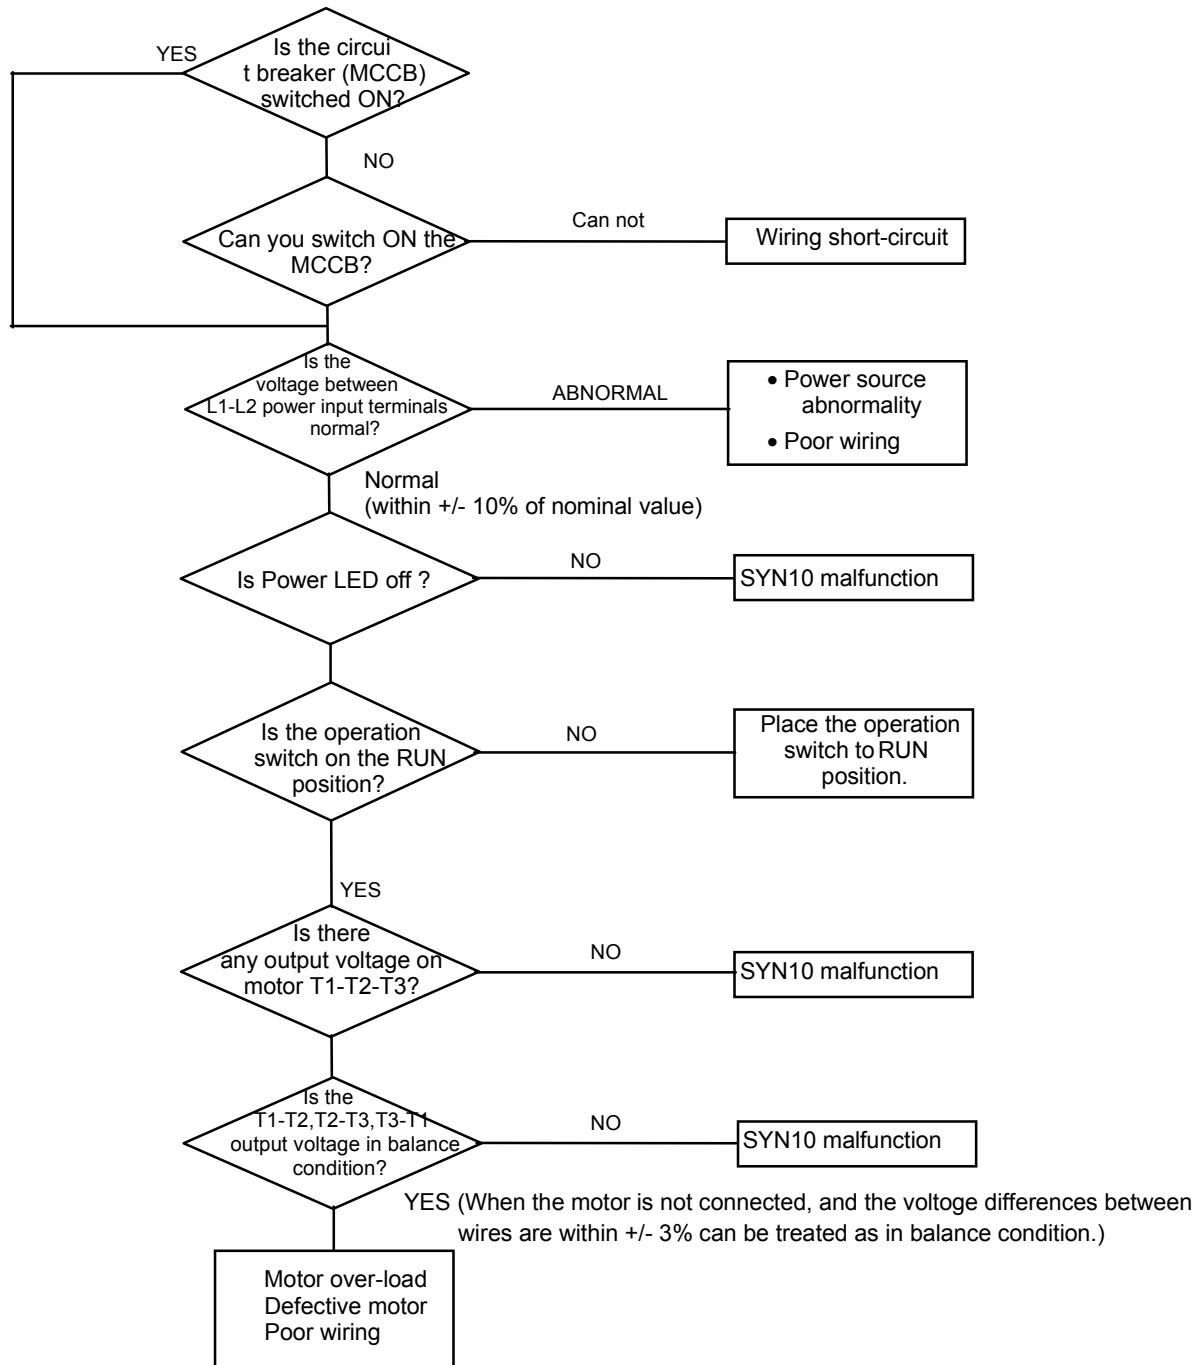 YES
Is the circui
t breaker (MCCB)
switched ON?
NO
Can you switch ON the
MCCB?
Can not
Wiring short-circuit
Is the
voltage between
L1-L2 power input terminals
normal?
ABNORMAL
• Power source
abnormality
• Poor wiring
Normal
(within +/- 10% of nominal value)
Is Power LED off ?
NO
SYN10 malfunction
Is the operation
switch on the RUN
position?
NO
Place the operation
switch to RUN
position.
YES
Is there
any output voltage on
motor T1-T2-T3?
NO
SYN10 malfunction
Is the
T1-T2,T2-T3,T3-T1
output voltage in balance
condition?
NO
SYN10 malfunction
YES (When the motor is not connected, and the voltoge differences between
wires are within +/- 3% can be treated as in balance condition.)
Motor over-load
Defective motor
Poor wiring